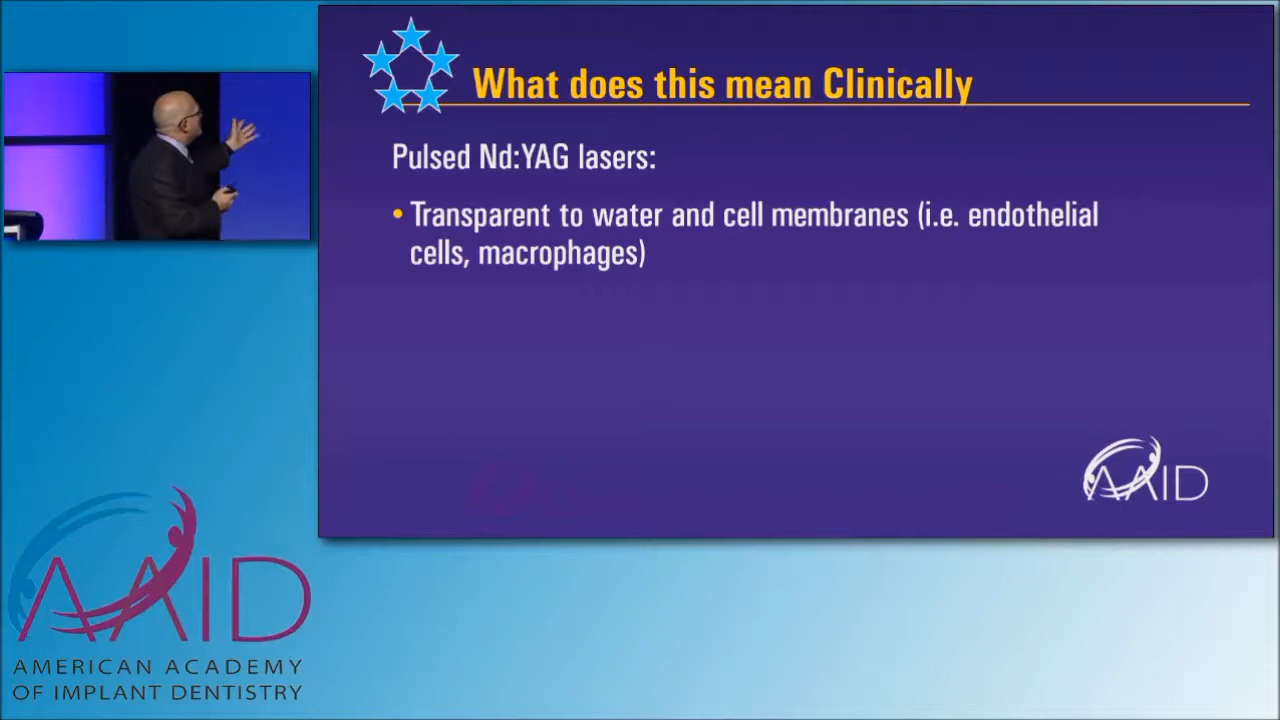 What does this mean Clinically
Pulsed Nd:YAG lasers:
• Transparent to water and cell membranes (i.e. endothelial
cells, macrophages)
AAID
AAID
AMERICAN ACADEMY
OF IMPLANT DENTISTRY